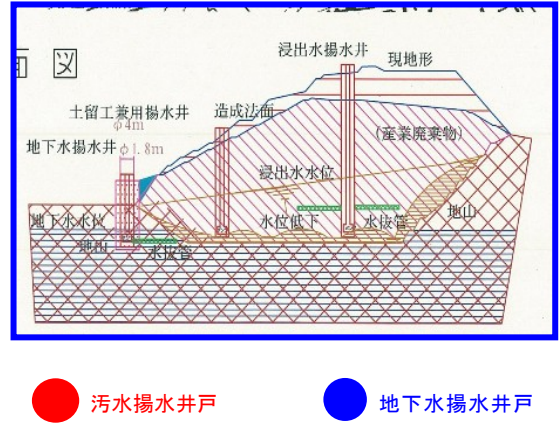 面図
浸出水揚水井
現地形
土留工兼用揚水井
造成法面
φ4m
(産業廃棄物)
地下水揚水井
φ1.8m
浸出水水位
地下水水位
水位低下
水抜管
地山
地山
水抜管
汚水揚水井戸
地下水揚水井戸